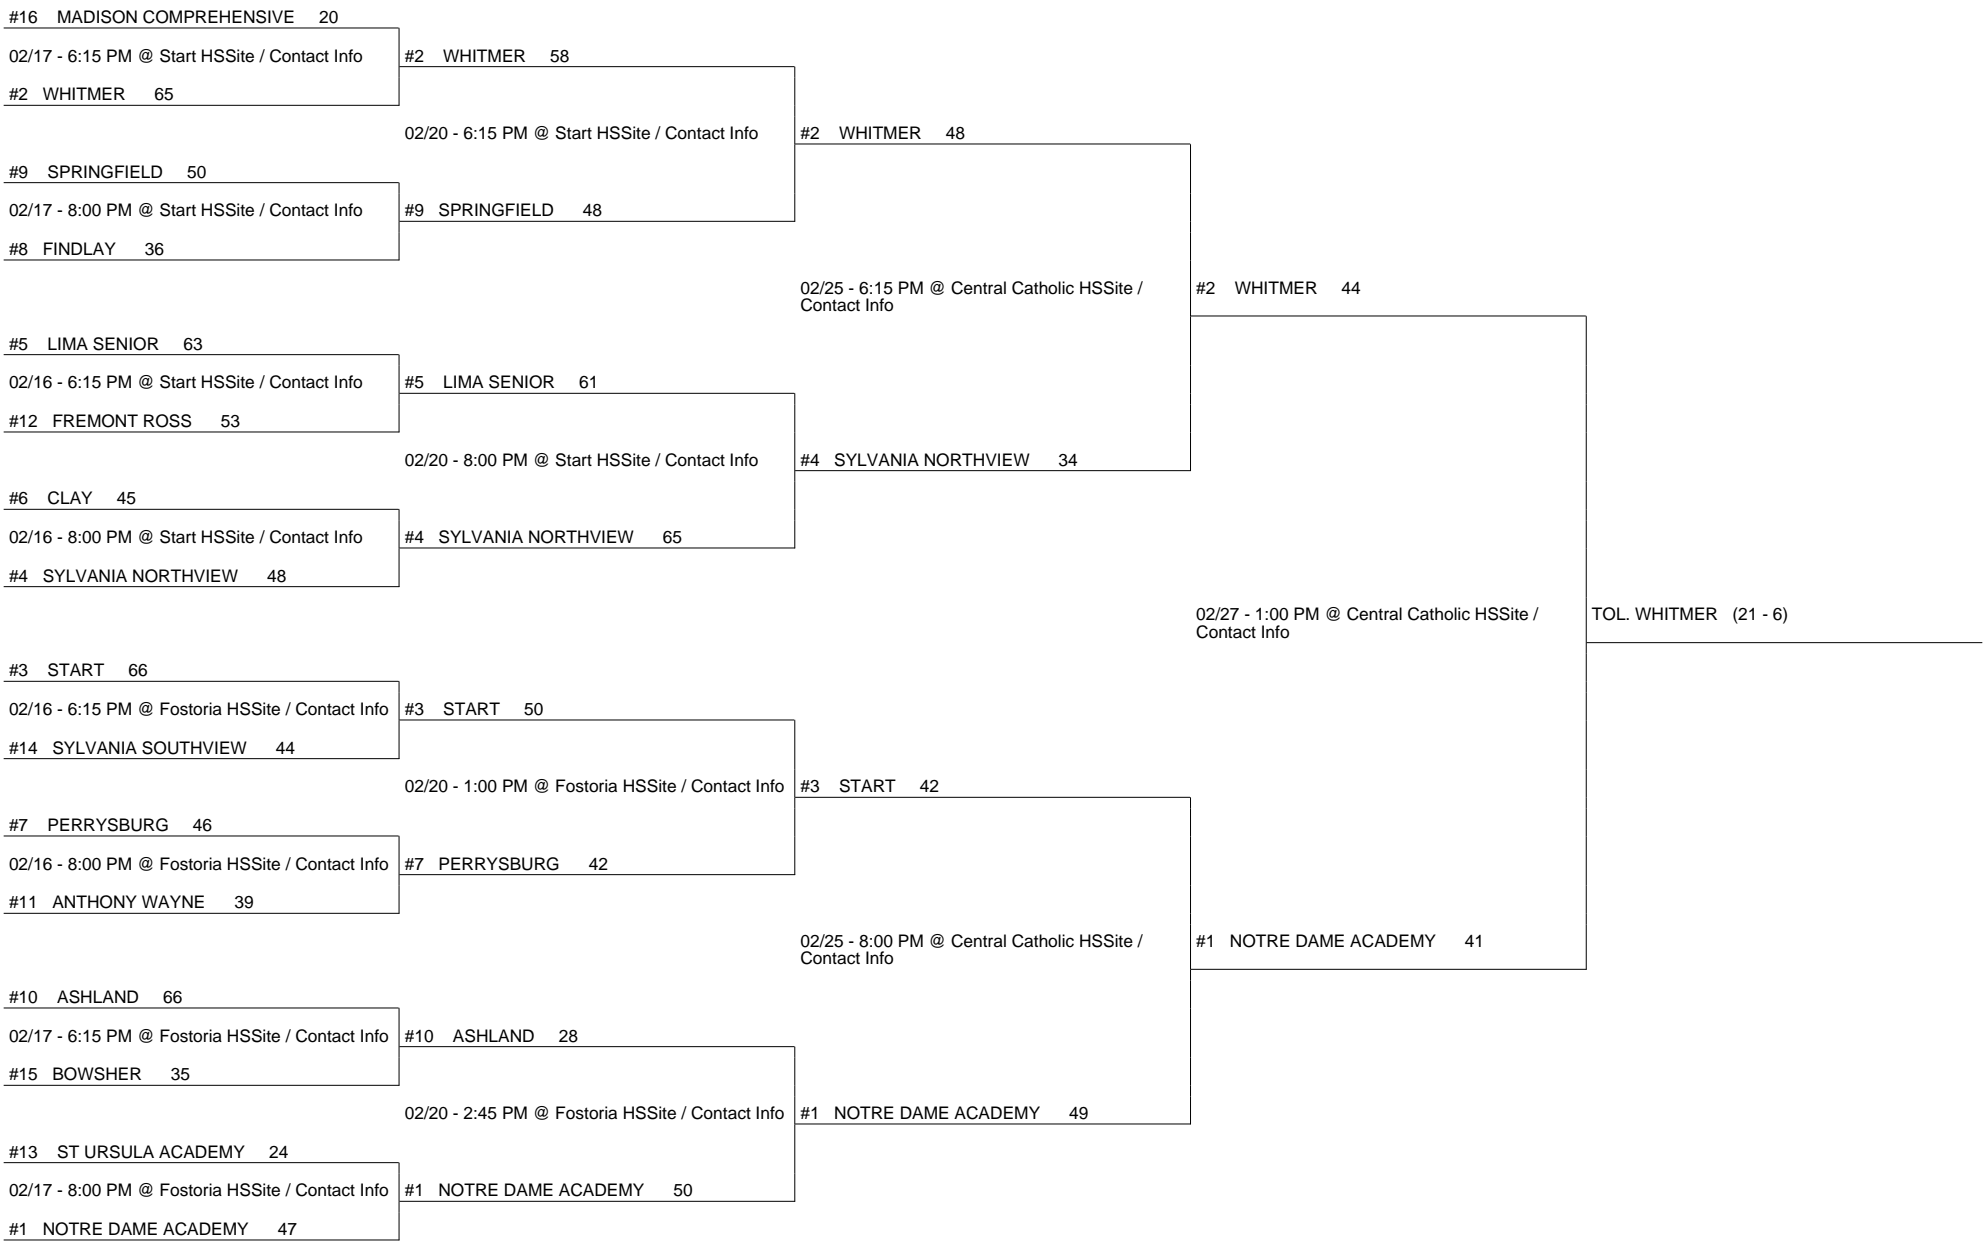 #16 MADISON COMPREHENSIVE 20
02/17 - 6:15 PM @ Start HSSite / Contact Info
#2 WHITMER 65
#9 SPRINGFIELD 50
02/17 - 8:00 PM @ Start HSSite / Contact Info
#8 FINDLAY 36
#5 LIMA SENIOR 63
02/16 - 6:15 PM @ Start HSSite / Contact Info
#12 FREMONT ROSS 53
#6 CLAY 45
02/16 - 8:00 PM @ Start HSSite / Contact Info
#4 SYLVANIA NORTHVIEW 48
#3 START 66
02/16 - 6:15 PM @ Fostoria HSSite / Contact Info
#14 SYLVANIA SOUTHVIEW 44
#7 PERRYSBURG 46
02/16 - 8:00 PM @ Fostoria HSSite / Contact Info
#11 ANTHONY WAYNE 39
#10 ASHLAND 66
02/17 - 6:15 PM @ Fostoria HSSite / Contact Info
#15 BOWSHER 35
#13 ST URSULA ACADEMY 24
02/17 - 8:00 PM @ Fostoria HSSite / Contact Info
#1 NOTRE DAME ACADEMY 47
#2 WHITMER 58
02/20 - 6:15 PM @ Start HSSite / Contact Info
#9 SPRINGFIELD 48
#5 LIMA SENIOR 61
02/20 - 8:00 PM @ Start HSSite / Contact Info
#4 SYLVANIA NORTHVIEW 65
#3 START 50
02/20 - 1:00 PM @ Fostoria HSSite / Contact Info
#7 PERRYSBURG 42
#10 ASHLAND 28
02/20 - 2:45 PM @ Fostoria HSSite / Contact Info
#1 NOTRE DAME ACADEMY 50
#2 WHITMER 48
02/25 - 6:15 PM @ Central Catholic HSSite /
Contact Info
#4 SYLVANIA NORTHVIEW 34
#3 START 42
02/25 - 8:00 PM @ Central Catholic HSSite /
Contact Info
#1 NOTRE DAME ACADEMY 49
#2 WHITMER 44
02/27 - 1:00 PM @ Central Catholic HSSite /
Contact Info
#1 NOTRE DAME ACADEMY 41
TOL. WHITMER (21 - 6)